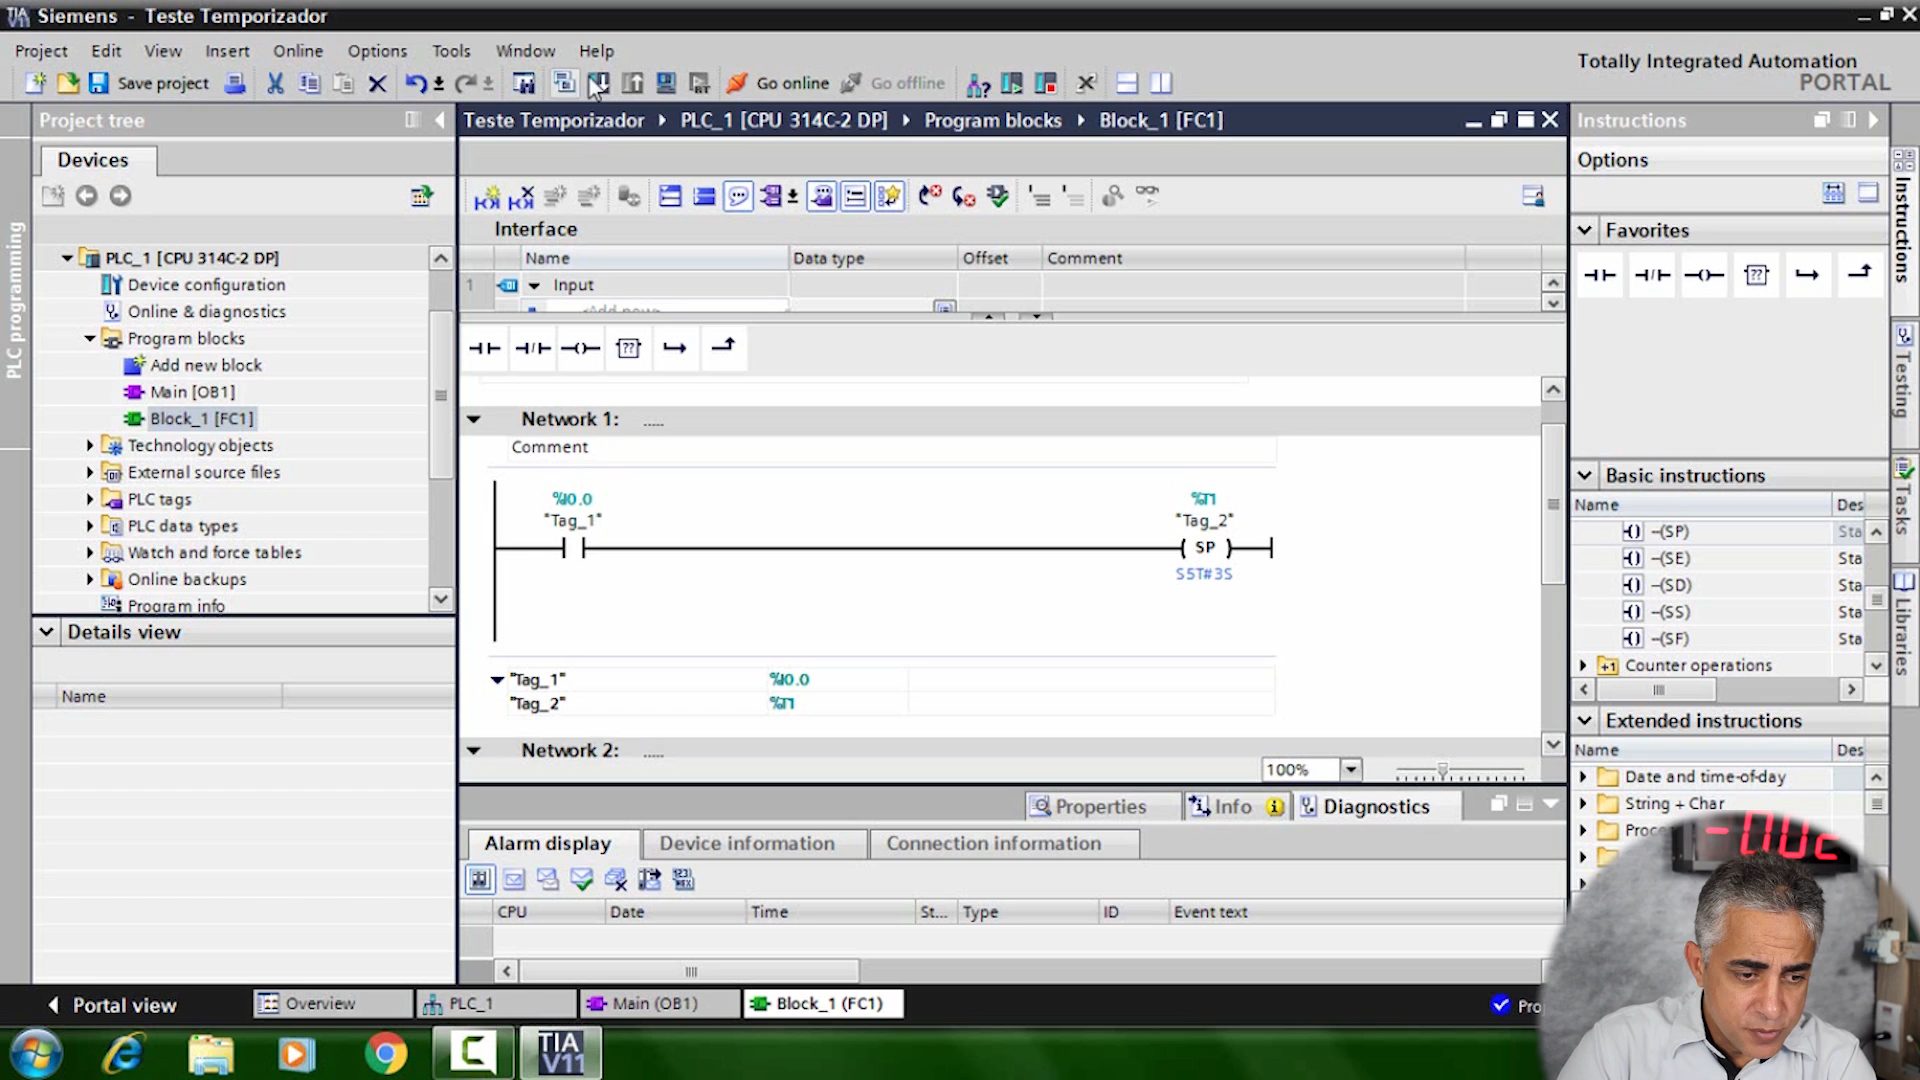 Siemens - Teste Temporizador
Project Edit View Insert Online Options Tools Window Help
Totally Integrated Automation
PORTAL
Save project
Go online
Go offline
Project tree
Teste Temporizador PLC_1 [CPU 314C-2 DP] Program blocks Block_1 [FC1]
Instructions
Devices
Options
PLC programming
PLC_1 [CPU 314C-2 DP]
Device configuration
Online & diagnostics
Program blocks
Add new block
Main [OB1]
Block_1 [FC1]
Technology objects
External source files
PLC tags
PLC data types
Watch and force tables
Online backups
Program info
Details view
Name
Interface
Name Data type Offset Comment
1 Input
<Add new>
Network 1: .....
Comment
%I0.0
"Tag_1"
%T1
"Tag_2"
SP
S5T#3S
"Tag_1" %I0.0
"Tag_2" %T1
Network 2: .....
100%
Properties Info Diagnostics
Alarm display Device information Connection information
CPU Date Time St... Type ID Event text
Favorites
Basic instructions
Name Des
-(SP) Sta
-(SE) Sta
-(SD) Sta
-(SS) Sta
-(SF) Sta
Counter operations
Extended instructions
Name Des
Date and time-of-day
String + Char
Instructions
Testing
Tasks
Libraries
Portal view
Overview
PLC_1
Main (OB1)
Block_1 (FC1)
TIA
V11